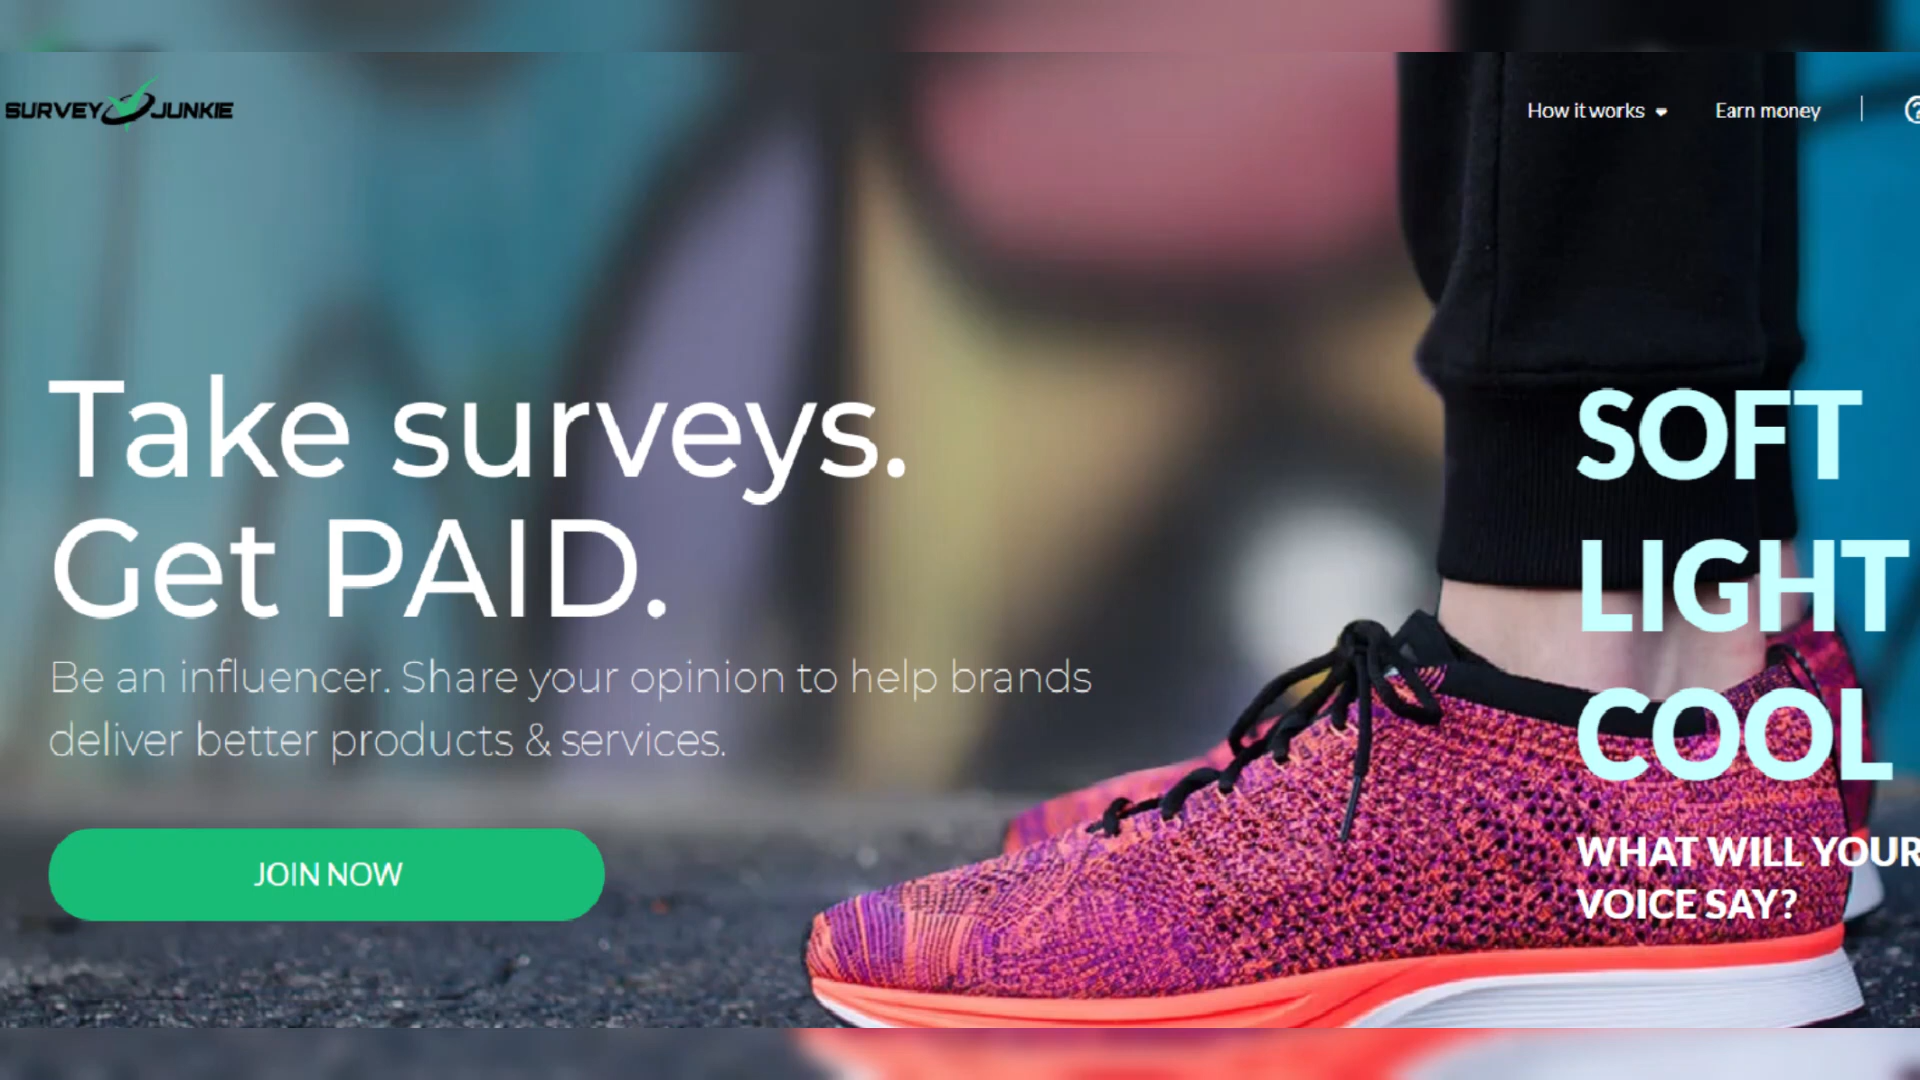 SURVEY JUNKIE
How it works
Earn money
Take surveys.
Get PAID.
Be an influencer. Share your opinion to help brands
deliver better products & services.
JOIN NOW
SOFT
LIGHT
COOL
WHAT WILL YOUR
VOICE SAY?